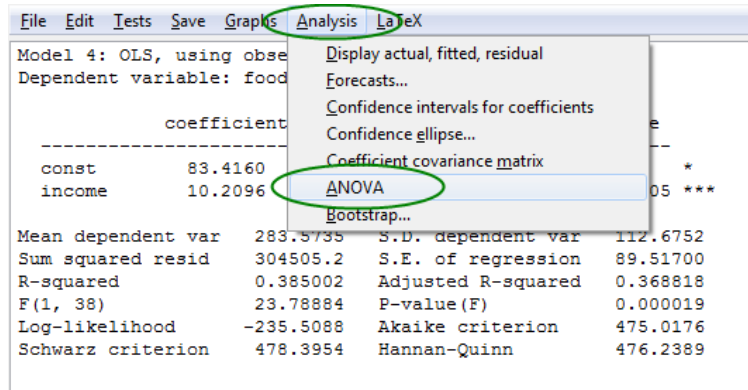 File Edit Tests Save Graphs Analysis LaTeX
Model 4: OLS, using obse
Dependent variable: food
coefficient e
const 83.4160 *
income 10.2096 05 ***
Display actual, fitted, residual
Forecasts...
Confidence intervals for coefficients
Confidence ellipse...
Coefficient covariance matrix
ANOVA
Bootstrap...
Mean dependent var 283.5735 S.D. dependent var 112.6752
Sum squared resid 304505.2 S.E. of regression 89.51700
R-squared 0.385002 Adjusted R-squared 0.368818
F(1, 38) 23.78884 P-value(F) 0.000019
Log-likelihood -235.5088 Akaike criterion 475.0176
Schwarz criterion 478.3954 Hannan-Quinn 476.2389